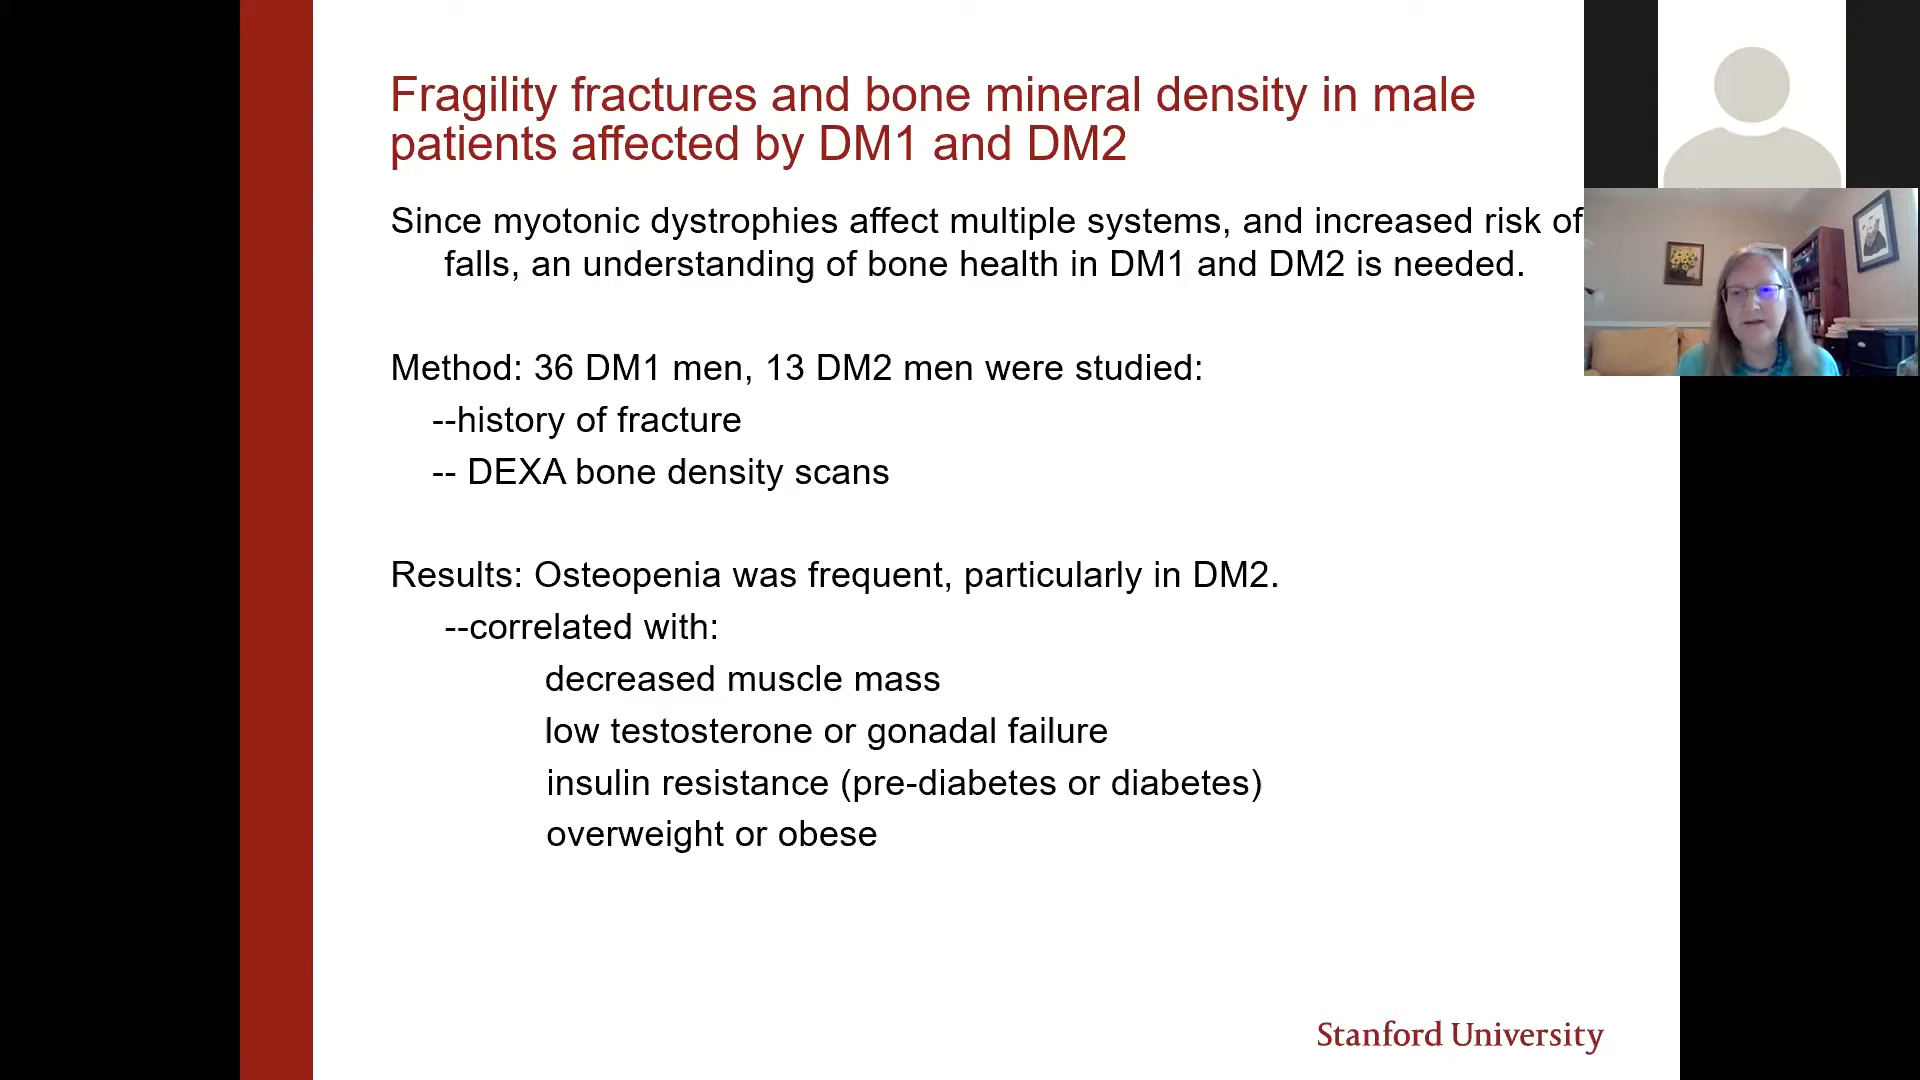 Fragility fractures and bone mineral density in male
patients affected by DM1 and DM2
Since myotonic dystrophies affect multiple systems, and increased risk of
falls, an understanding of bone health in DM1 and DM2 is needed.
Method: 36 DM1 men, 13 DM2 men were studied:
--history of fracture
-- DEXA bone density scans
Results: Osteopenia was frequent, particularly in DM2.
--correlated with:
decreased muscle mass
low testosterone or gonadal failure
insulin resistance (pre-diabetes or diabetes)
overweight or obese
Stanford University